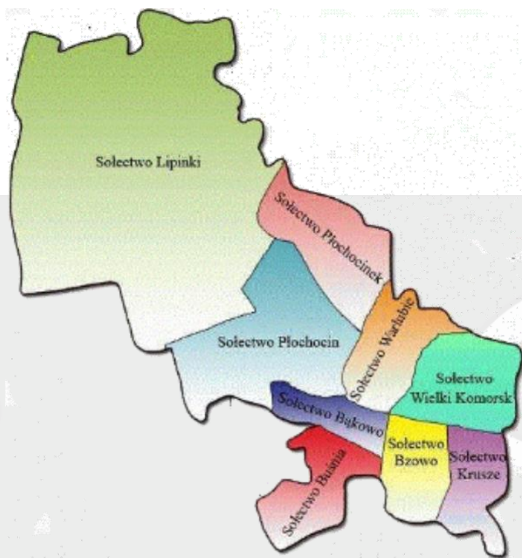 Sołectwo Lipinki
Sołectwo Płochocinek
Sołectwo Płochocin
Sołectwo Warlubie
Sołectwo
Wielki Komorsk
Sołectwo Bąkowo
Sołectwo
Bzowo
Sołectwo
Krusze
Sołectwo Buśnia